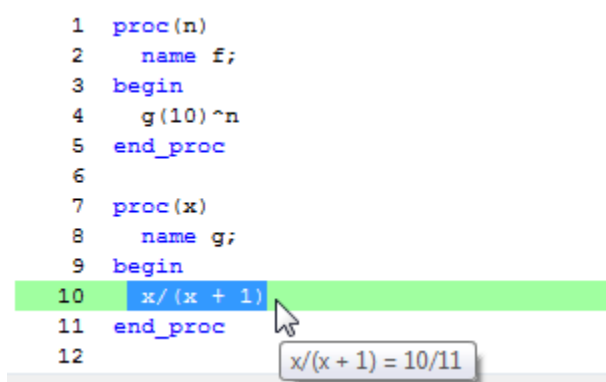 1 proc(n)
2 name f;
3 begin
4 g(10)^n
5 end_proc
6
7 proc(x)
8 name g;
9 begin
10 x/(x + 1)
11 end_proc
12
x/(x + 1) = 10/11